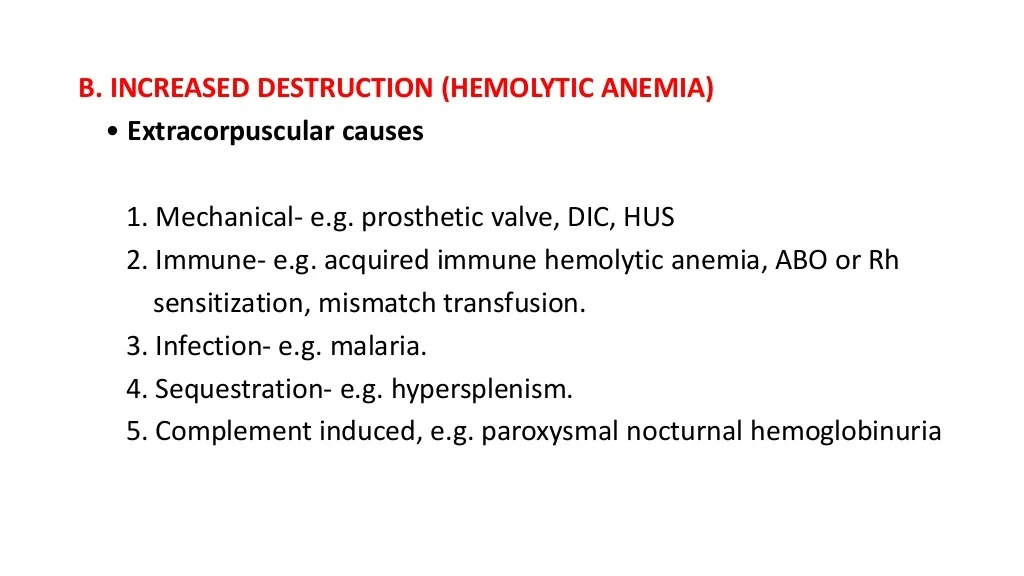 B. INCREASED DESTRUCTION (HEMOLYTIC ANEMIA)
• Extracorpuscular causes
1. Mechanical- e.g. prosthetic valve, DIC, HUS
2. Immune- e.g. acquired immune hemolytic anemia, ABO or Rh
sensitization, mismatch transfusion.
3. Infection- e.g. malaria.
4. Sequestration- e.g. hypersplenism.
5. Complement induced, e.g. paroxysmal nocturnal hemoglobinuria